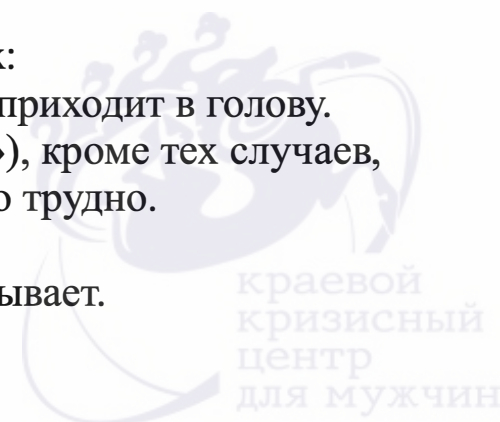 к:
приходит в голову.
»), кроме тех случаев,
о трудно.
ывает.
краевой
кризисный
центр
для мужчин